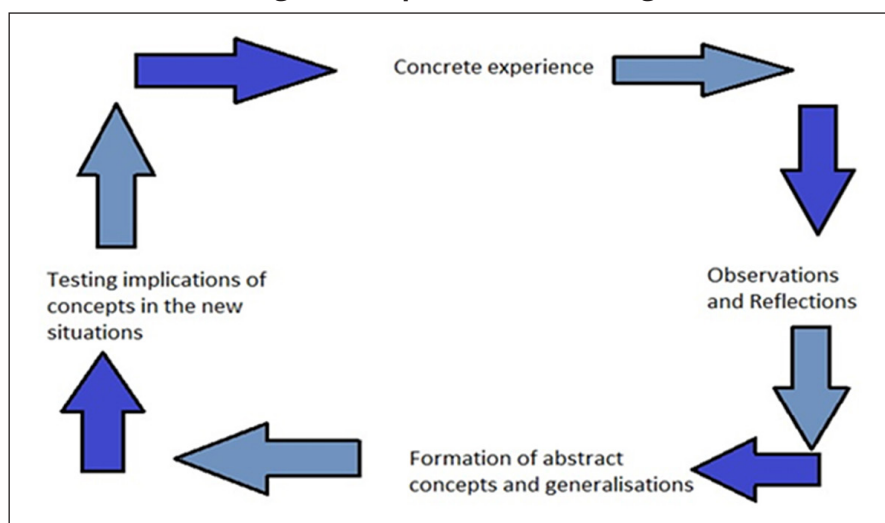 Concrete experience
Observations
and Reflections
Formation of abstract
concepts and generalisations
Testing implications of
concepts in the new
situations